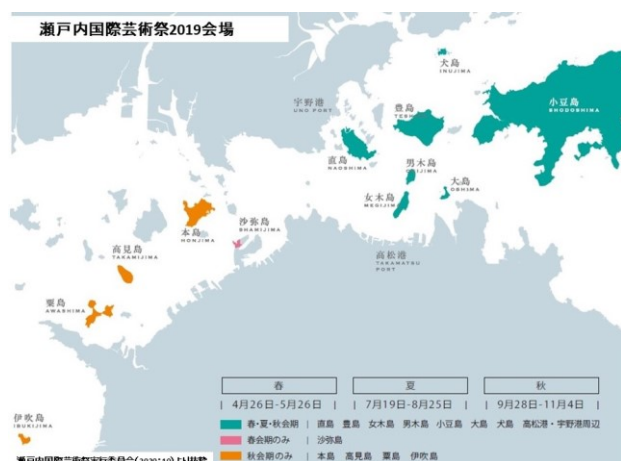 瀬戸内国際芸術祭2019会場
犬島
INUJIMA
宇野港
UNO PORT
豊島
小豆島
SHODOSHIMA
直島
NAOSHIMA
男木島
OGIJIMA
女木島
MEGIJIMA
大島
OSHIMA
本島
HONJIMA
沙弥島
SHAMIJIMA
高見島
TAKAMIJIMA
高松港
TAKAMATSU
PORT
粟島
AWASHIMA
伊吹島
IBUKIJIMA
春 夏 秋
4月26日-5月26日 | 7月19日-8月25日 | 9月28日-11月4日
春・夏・秋会期 直島 豊島 女木島 男木島 小豆島 大島 犬島 高松港・宇野港周辺
春会期のみ 沙弥島
秋会期のみ 本島 高見島 粟島 伊吹島